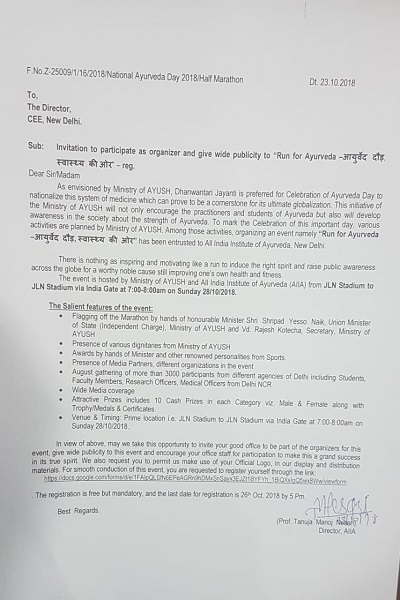 F.No.Z-25009/1/16/2018/National Ayurveda Day 2018/Half Marathon
Dt. 23.10.2018
To,
The Director,
CEE, New Delhi.
Sub: Invitation to participate as organizer and give wide publicity to "Run for Ayurveda –आयुर्वेद दौड़,
स्वास्थ्य की ओर" – reg.
Dear Sir/Madam
As envisioned by Ministry of AYUSH, Dhanwantari Jayanti is preferred for Celebration of Ayurveda Day to
nationalize this system of medicine which can prove to be a cornerstone for its ultimate globalization. This initiative of
the Ministry of AYUSH will not only encourage the practitioners and students of Ayurveda but also will develop
awareness in the society about the strength of Ayurveda. To mark the Celebration of this important day, various
activities are planned by Ministry of AYUSH. Among those activities, organizing an event namely "Run for Ayurveda
–आयुर्वेद दौड़, स्वास्थ्य की ओर" has been entrusted to All India Institute of Ayurveda, New Delhi.
There is nothing as inspiring and motivating like a run to induce the right spirit and raise public awareness
across the globe for a worthy noble cause still improving one's own health and fitness.
The event is hosted by Ministry of AYUSH and All India Institute of Ayurveda (AIIA) from JLN Stadium to
JLN Stadium via India Gate at 7:00-8:00am on Sunday 28/10/2018.
The Salient features of the event:
• Flagging off the Marathon by hands of honourable Minister Shri. Shripad Yesso Naik, Union Minister
of State (Independent Charge), Ministry of AYUSH and Vd. Rajesh Kotecha, Secretary, Ministry of
AYUSH
• Presence of various dignitaries from Ministry of AYUSH
• Awards by hands of Minister and other renowned personalities from Sports.
• Presence of Media Partners, different organizations in the event
• August gathering of more than 3000 participants from different agencies of Delhi including Students,
Faculty Members, Research Officers, Medical Officers from Delhi NCR
• Wide Media coverage
• Attractive Prizes includes 10 Cash Prizes in each Category viz. Male & Female along with
Trophy/Medals & Certificates.
• Venue & Timing: Prime location i.e. JLN Stadium to JLN Stadium via India Gate at 7:00-8:00am on
Sunday 28/10/2018.
In view of above, may we take this opportunity to invite your good office to be part of the organizers for this
event, give wide publicity to this event and encourage your office staff for participation to make this a grand success
in its true spirit. We also request you to permit us make use of your Official Logo, in our display and distribution
materials. For smooth conduction of this event, you are requested to register yourself through the link:
. The registration is free but mandatory, and the last date for registration is 26th Oct. 2018 by 5 Pm.
Best Regards.
(Prof. Tanuja Manoj Nesari)
Director, AIIA